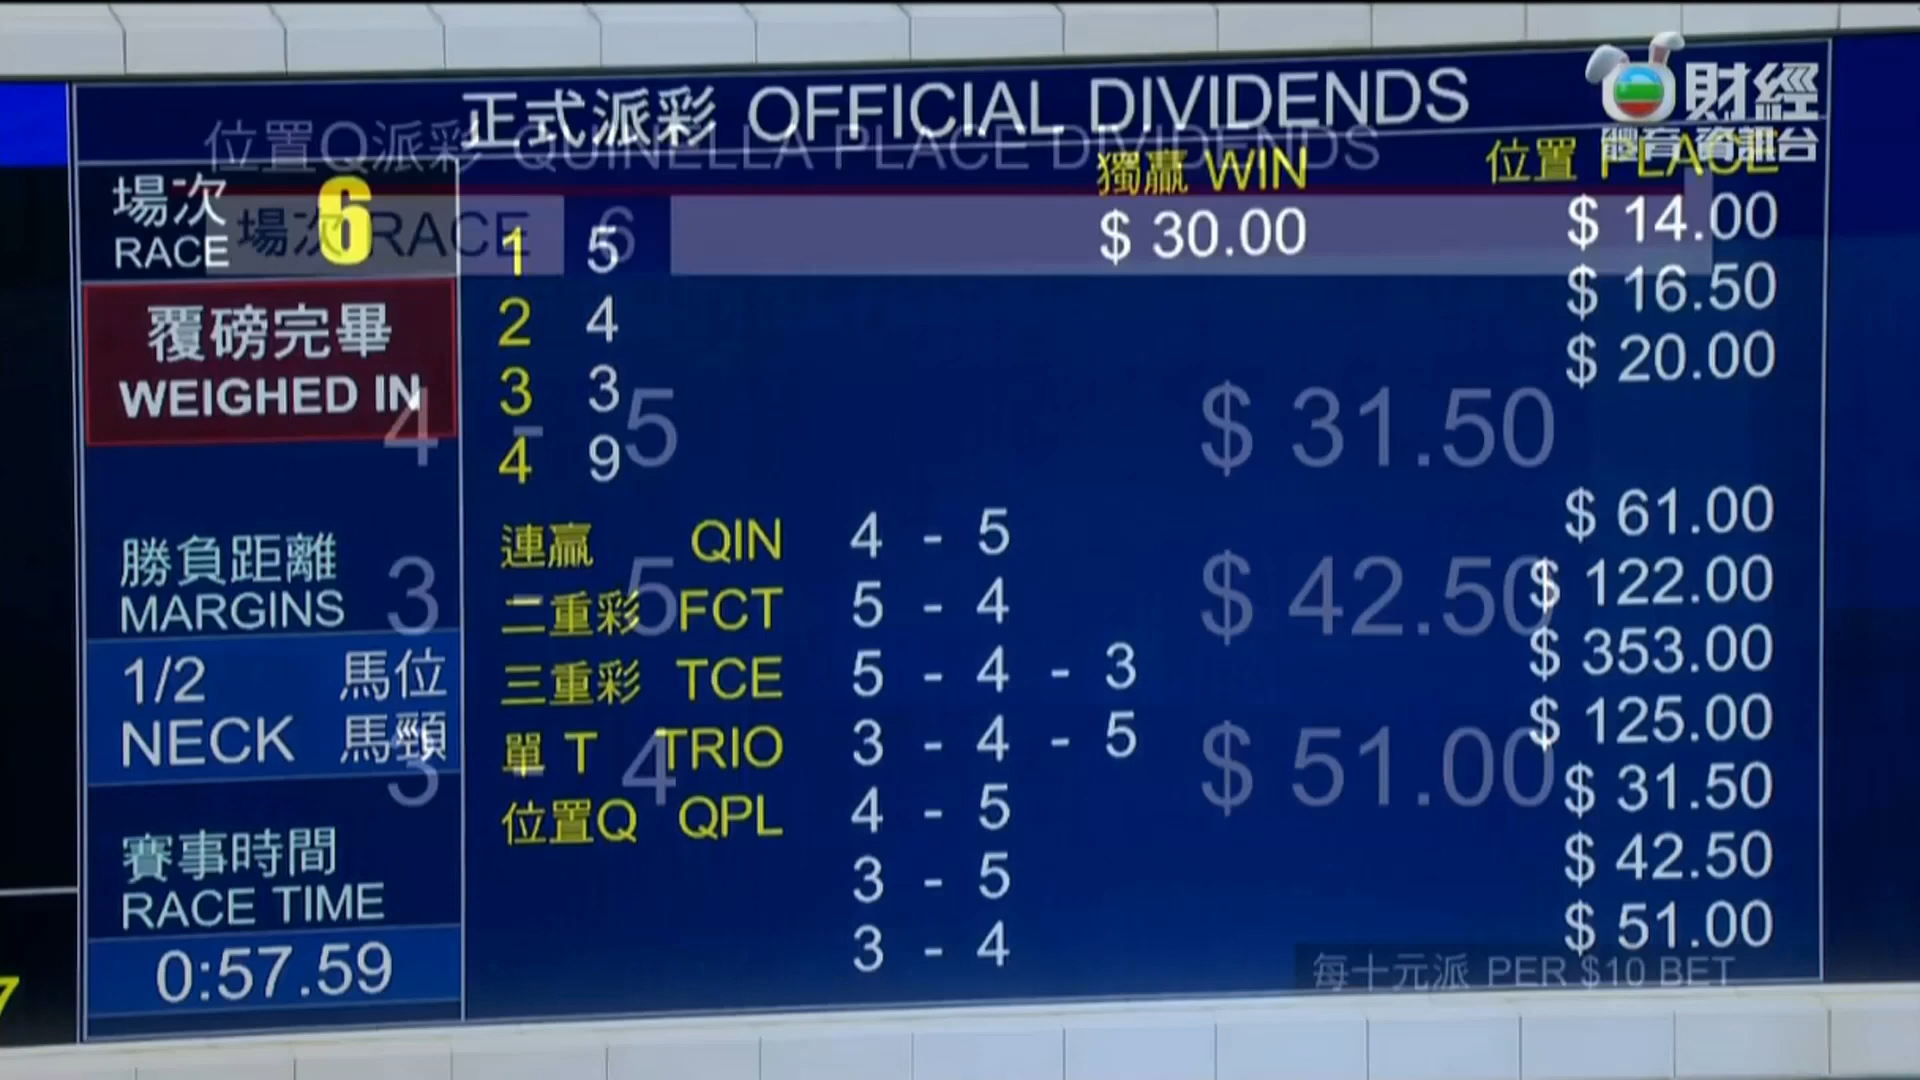 財經
體育 資訊台
正式派彩 OFFICIAL DIVIDENDS
位置Q派彩 QUINELLA PLACE DIVIDENDS
獨贏 WIN 位置 PLACE
場次 6
RACE
場次 RACE 6
1 5 $ 30.00 $ 14.00
2 4 $ 16.50
3 3 $ 20.00
4 9
覆磅完畢
WEIGHED IN
4 - 5 $ 31.50
3 - 5 $ 42.50
3 - 4 $ 51.00
勝負距離
MARGINS
1/2 馬位
NECK 馬頸
賽事時間
RACE TIME
0:57.59
連贏 QIN 4 - 5 $ 61.00
二重彩 FCT 5 - 4 $ 122.00
三重彩 TCE 5 - 4 - 3 $ 353.00
單T TRIO 3 - 4 - 5 $ 125.00
位置Q QPL 4 - 5 $ 31.50
3 - 5 $ 42.50
3 - 4 $ 51.00
每十元派 PER $10 BET
7